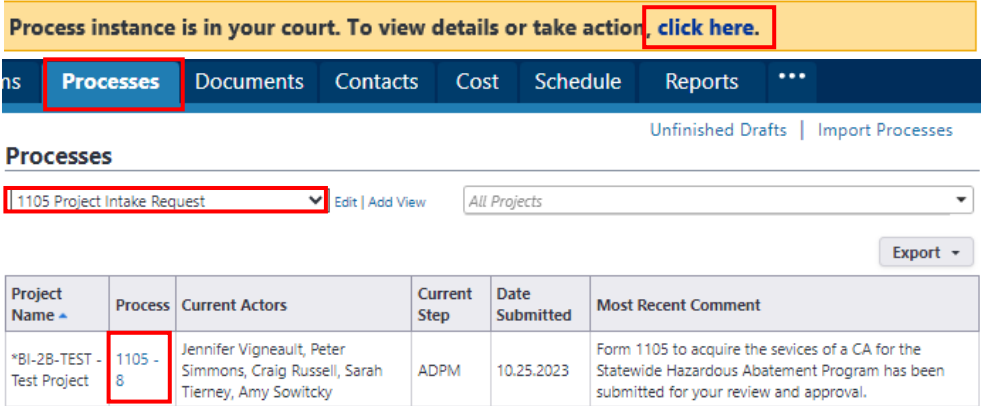 Process instance is in your court. To view details or take action, click here.
ns Processes Documents Contacts Cost Schedule Reports •••
Unfinished Drafts | Import Processes
Processes
1105 Project Intake Request Edit | Add View All Projects
Export
Project Name Process Current Actors Current Step Date Submitted Most Recent Comment
*BI-2B-TEST - Test Project 1105 - 8 Jennifer Vigneault, Peter Simmons, Craig Russell, Sarah Tierney, Amy Sowitcky ADPM 10.25.2023 Form 1105 to acquire the sevices of a CA for the Statewide Hazardous Abatement Program has been submitted for your review and approval.